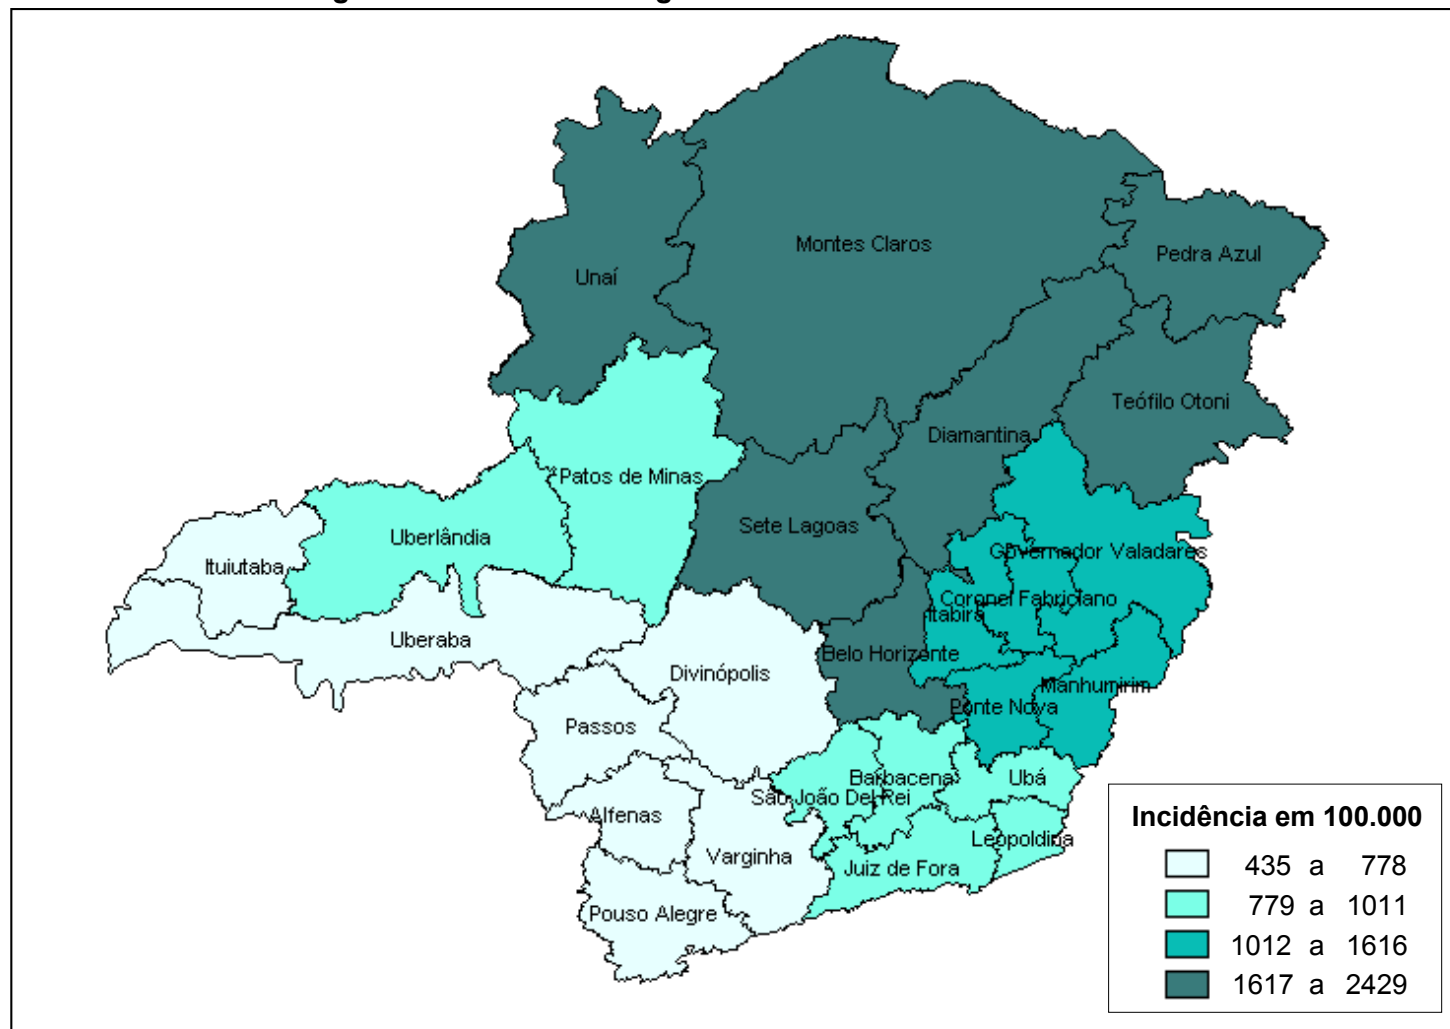 Montes Claros
Pedra Azul
Unaí
Teófilo Otoni
Diamantina
Patos de Minas
Sete Lagoas
Uberlândia
Governador Valadares
Ituiutaba
Coronel Fabriciano
Itabira
Uberaba
Belo Horizonte
Divinópolis
Manhumirim
Ponte Nova
Passos
Barbacena
Ubá
São João Del Rei
Alfenas
Leopoldina
Varginha
Juiz de Fora
Pouso Alegre
Incidência em 100.000
435 a 778
779 a 1011
1012 a 1616
1617 a 2429